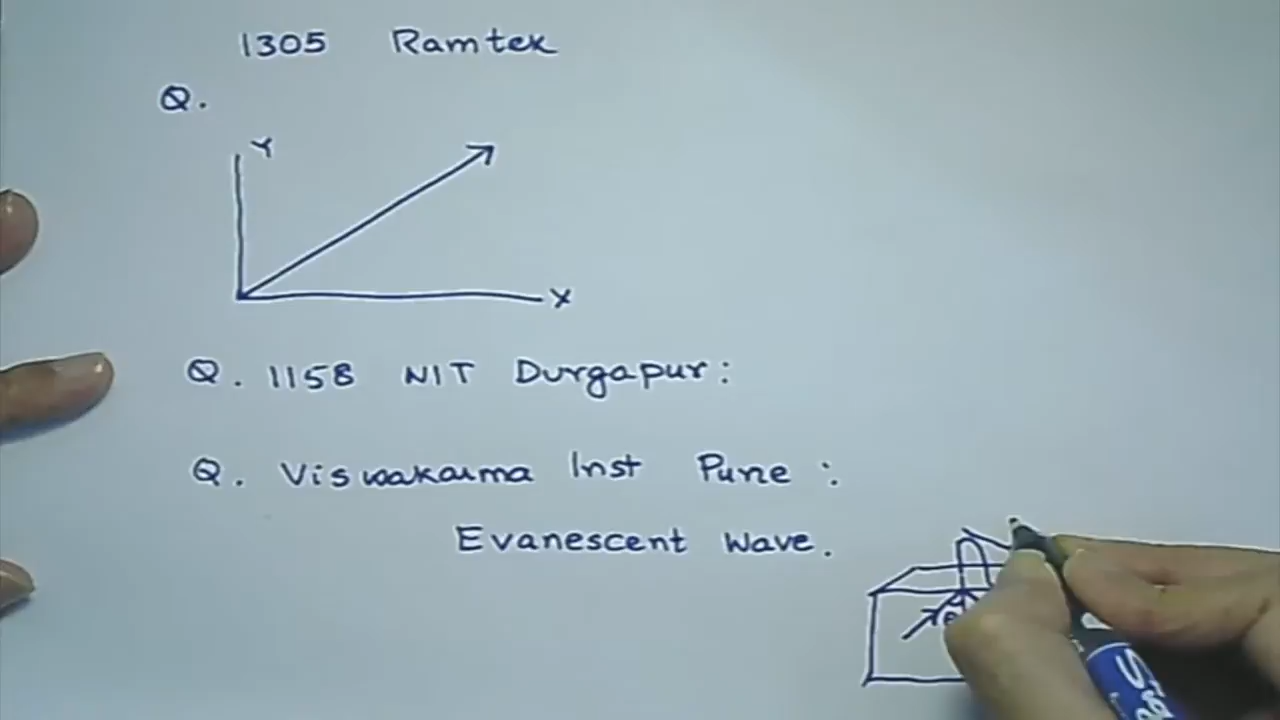 1305 Ramtek
Q.
Y
X
Q. 1158 NIT Durgapur:
Q. Viswakarma Inst Pune :
Evanescent Wave.
θ